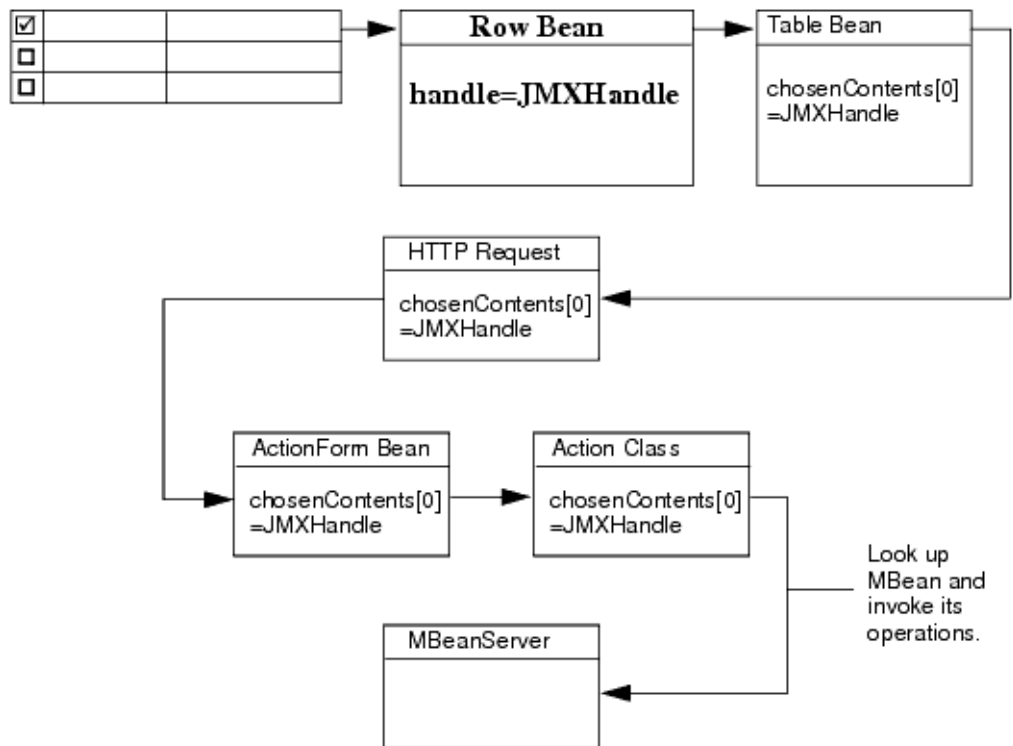 Row Bean
handle=JMXHandle
Table Bean
chosenContents[0]
=JMXHandle
HTTP Request
chosenContents[0]
=JMXHandle
ActionForm Bean
chosenContents[0]
=JMXHandle
Action Class
chosenContents[0]
=JMXHandle
Look up
MBean and
invoke its
operations.
MBeanServer